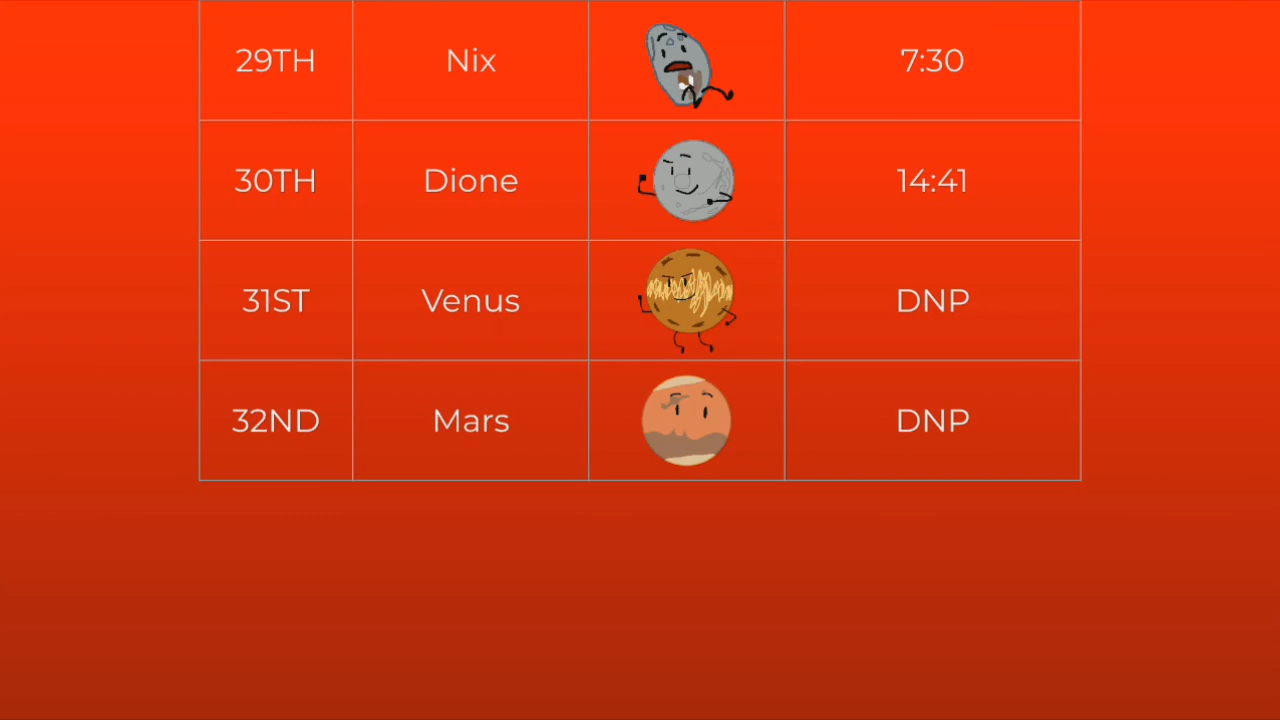 29TH Nix 7:30
30TH Dione 14:41
31ST Venus DNP
32ND Mars DNP